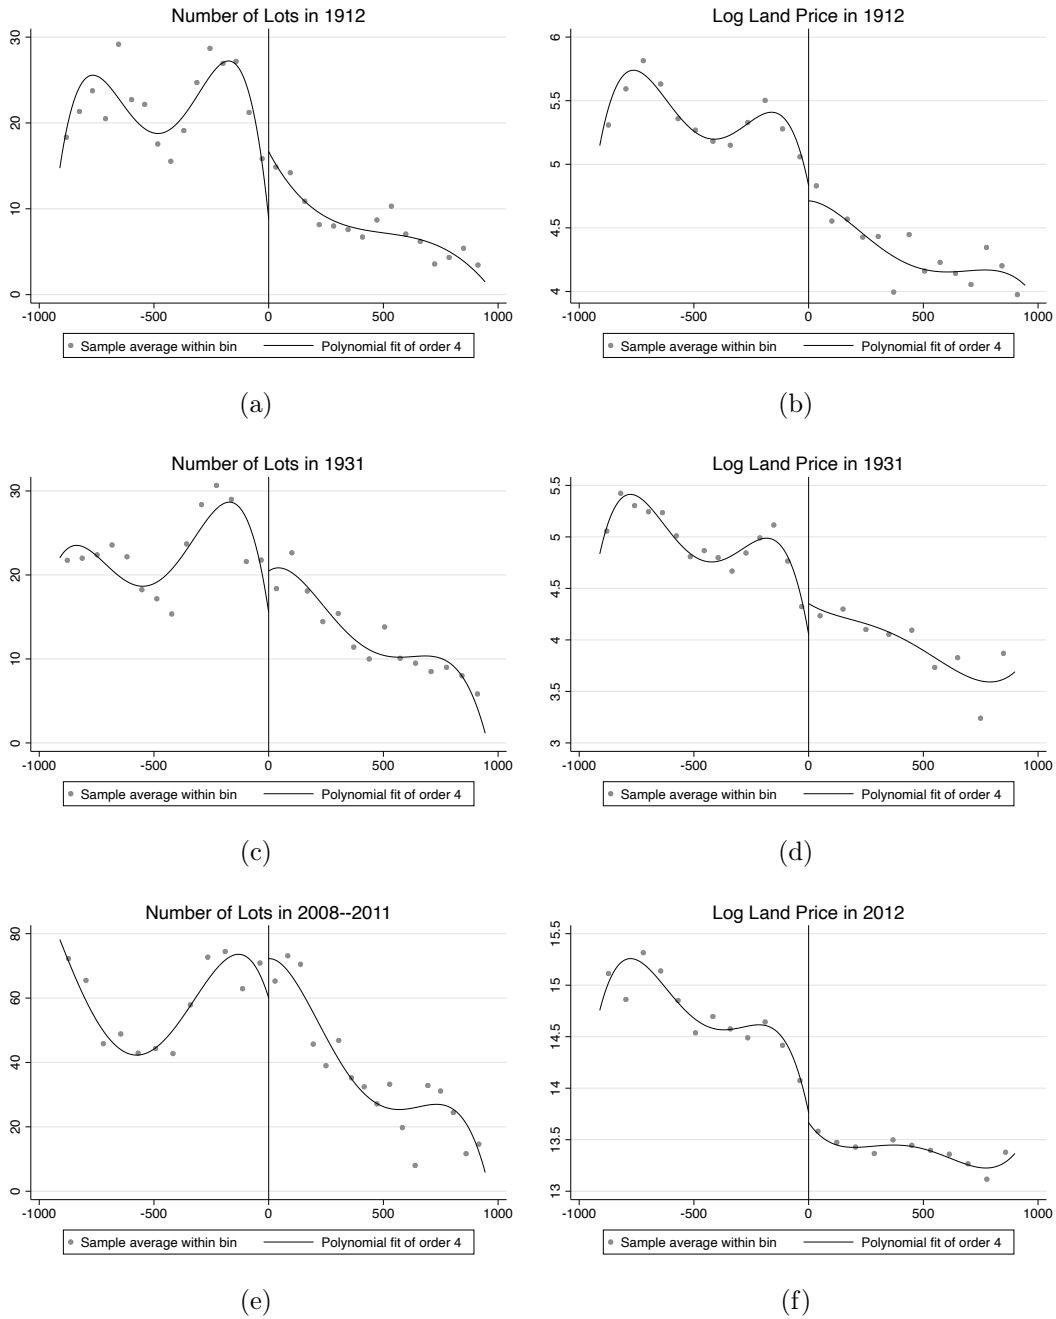 Number of Lots in 1912
30
20
10
0
-1000 -500 0 500 1000
Sample average within bin Polynomial fit of order 4
(a)
Log Land Price in 1912
6
5.5
5
4.5
4
-1000 -500 0 500 1000
Sample average within bin Polynomial fit of order 4
(b)
Number of Lots in 1931
30
20
10
0
-1000 -500 0 500 1000
Sample average within bin Polynomial fit of order 4
(c)
Log Land Price in 1931
5.5
5
4.5
4
3.5
3
-1000 -500 0 500 1000
Sample average within bin Polynomial fit of order 4
(d)
Number of Lots in 2008--2011
80
60
40
20
0
-1000 -500 0 500 1000
Sample average within bin Polynomial fit of order 4
(e)
Log Land Price in 2012
15.5
15
14.5
14
13.5
13
-1000 -500 0 500 1000
Sample average within bin Polynomial fit of order 4
(f)